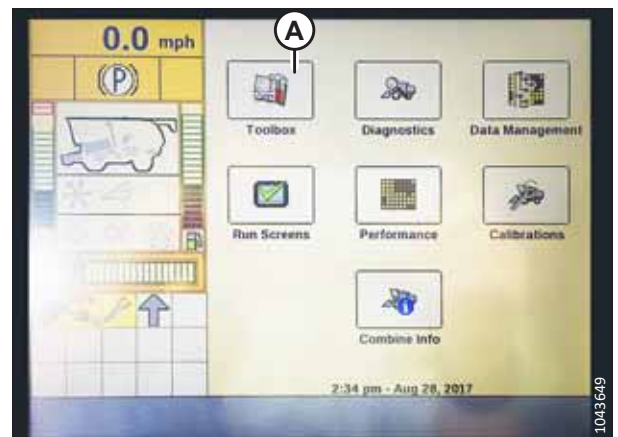 A
0.0 mph
(P)
Toolbox
Diagnostics
Data Management
Run Screens
Performance
Calibrations
Combine Info
2:34 pm - Aug 28, 2017
1043649